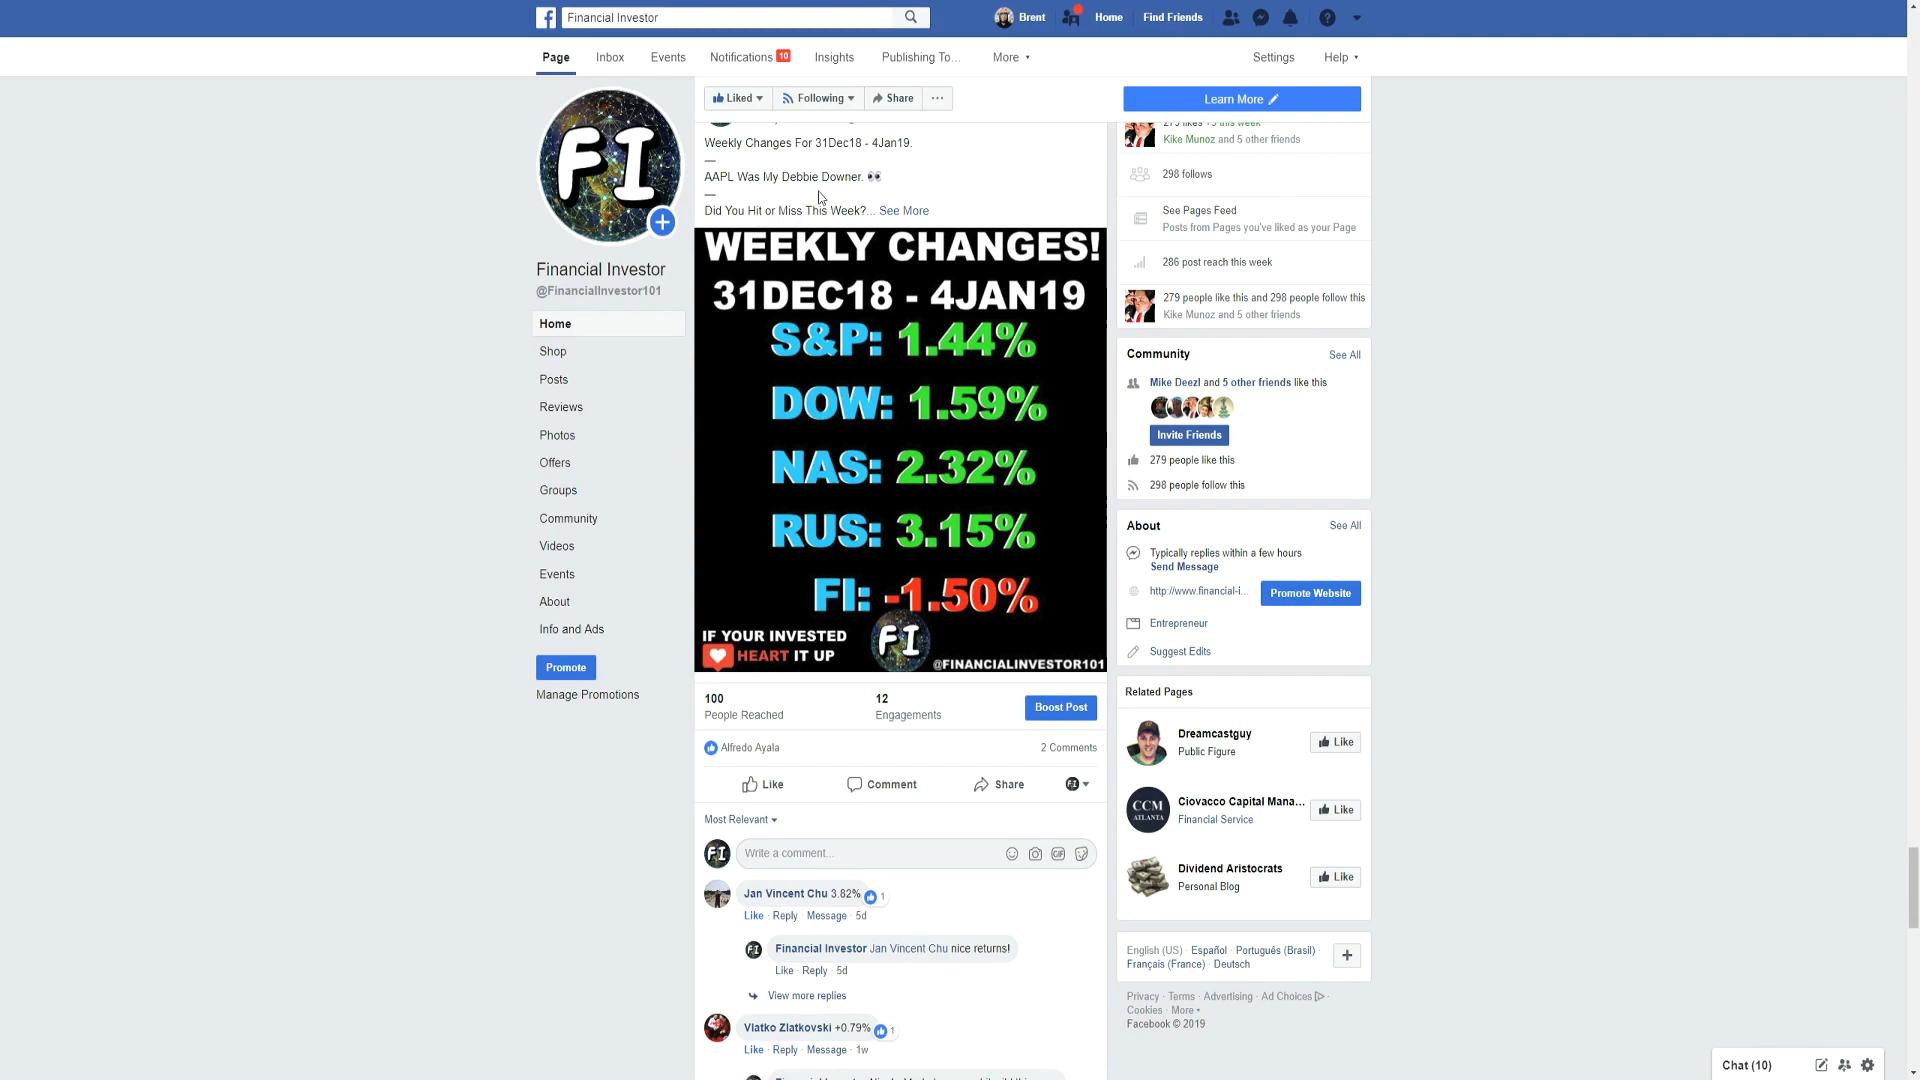 Financial Investor
Brent
Home
Find Friends
Page
Inbox
Events
Notifications 10
Insights
Publishing To...
More
Settings
Help
FI
Financial Investor
@FinancialInvestor101
Home
Shop
Posts
Reviews
Photos
Offers
Groups
Community
Videos
Events
About
Info and Ads
Promote
Manage Promotions
Liked
Following
Share
Learn More
Weekly Changes For 31Dec18 - 4Jan19.
—
AAPL Was My Debbie Downer. 👀
—
Did You Hit or Miss This Week?... See More
WEEKLY CHANGES!
31DEC18 - 4JAN19
S&P: 1.44%
DOW: 1.59%
NAS: 2.32%
RUS: 3.15%
FI: -1.50%
IF YOUR INVESTED
HEART IT UP
FI
@FINANCIALINVESTOR101
100
People Reached
12
Engagements
Boost Post
Alfredo Ayala
2 Comments
Like
Comment
Share
Most Relevant
Write a comment...
GIF
Jan Vincent Chu 3.82%
1
Like · Reply · Message · 5d
Financial Investor Jan Vincent Chu nice returns!
Like · Reply · 5d
View more replies
Vlatko Zlatkovski +0.79%
1
Like · Reply · Message · 1w
279 likes +3 this week
Kike Munoz and 5 other friends
298 follows
See Pages Feed
Posts from Pages you've liked as your Page
286 post reach this week
279 people like this and 298 people follow this
Kike Munoz and 5 other friends
Community
See All
Mike Deezl and 5 other friends like this
Invite Friends
279 people like this
298 people follow this
About
See All
Typically replies within a few hours
Send Message
http://www.financial-i...
Promote Website
Entrepreneur
Suggest Edits
Related Pages
Dreamcastguy
Public Figure
Like
CCM
ATLANTA
Ciovacco Capital Mana...
Financial Service
Like
Dividend Aristocrats
Personal Blog
Like
English (US) · Español · Português (Brasil) ·
Français (France) · Deutsch
Privacy · Terms · Advertising · Ad Choices ·
Cookies · More
Facebook © 2019
Chat (10)